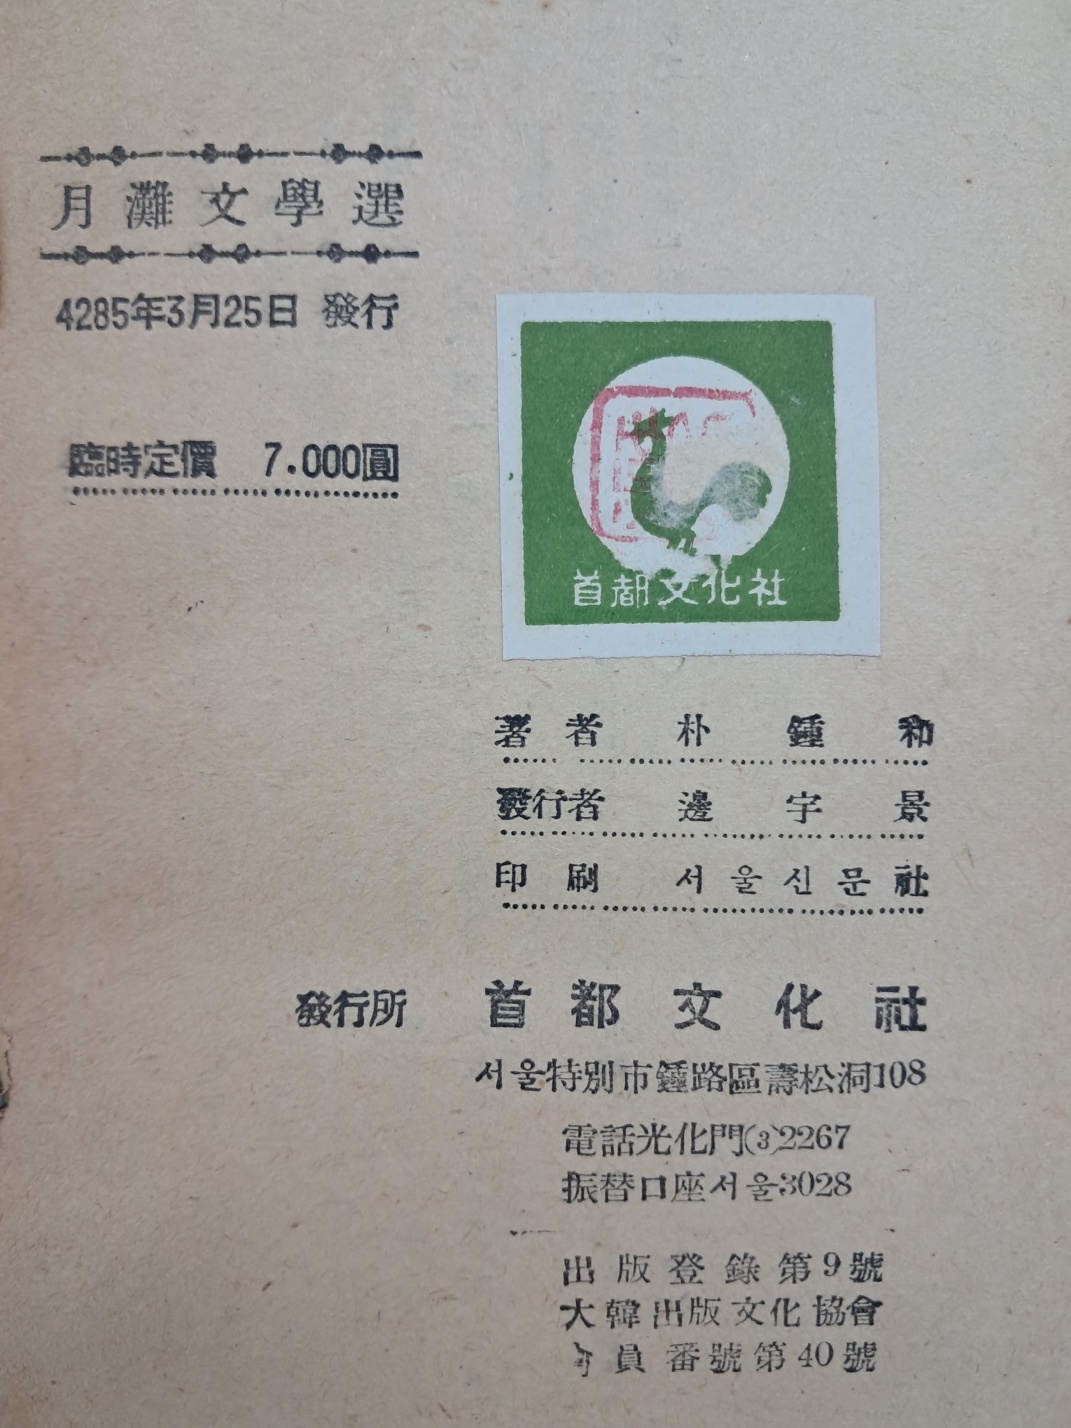 月灘文學選
4285年3月25日 發行
臨時定價 7.000圓
首都文化社
著者 朴鍾和
發行者 邊宇景
印刷 서울신문社
發行所 首都文化社
서울特別市鍾路區壽松洞108
電話光化門(3)2267
振替口座서울3028
出版登錄第9號
大韓出版文化協會
員番號第40號